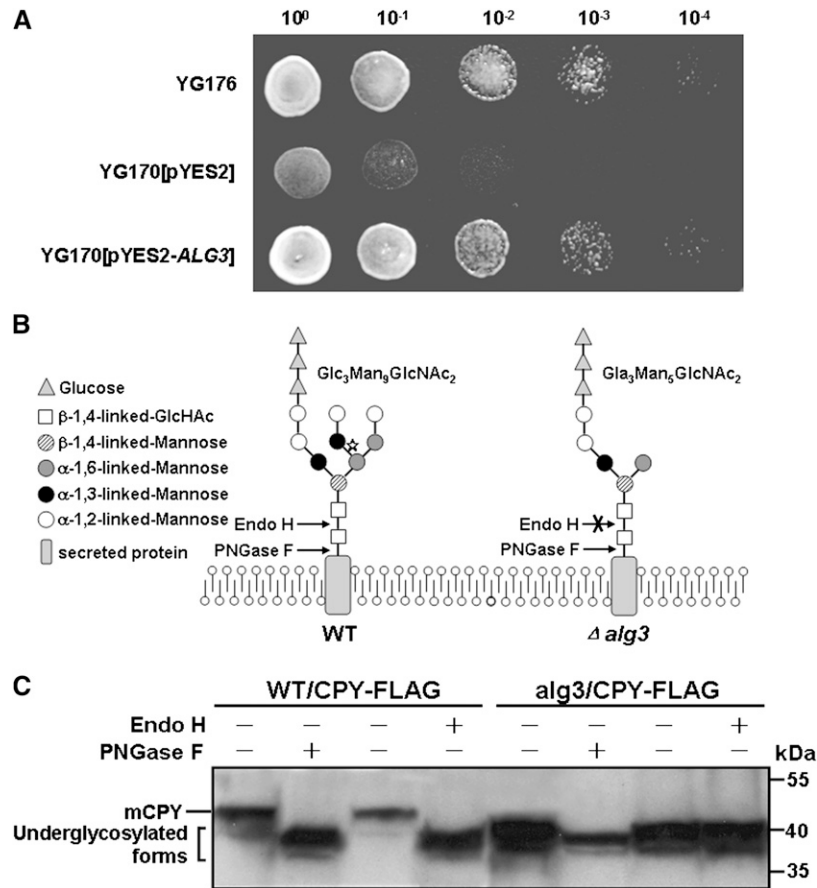 A
10⁰ 10⁻¹ 10⁻² 10⁻³ 10⁻⁴
YG176
YG170[pYES2]
YG170[pYES2-ALG3]
B
Glc₃Man₉GlcNAc₂
Gla₃Man₅GlcNAc₂
Glucose
β-1,4-linked-GlcHAc
β-1,4-linked-Mannose
α-1,6-linked-Mannose
α-1,3-linked-Mannose
α-1,2-linked-Mannose
secreted protein
Endo H
PNGase F
Endo H
PNGase F
WT
Δ alg3
C
WT/CPY-FLAG alg3/CPY-FLAG
Endo H − − − + − − − +
PNGase F − + − − − + − − kDa
mCPY
Underglycosylated
forms
55
40
35